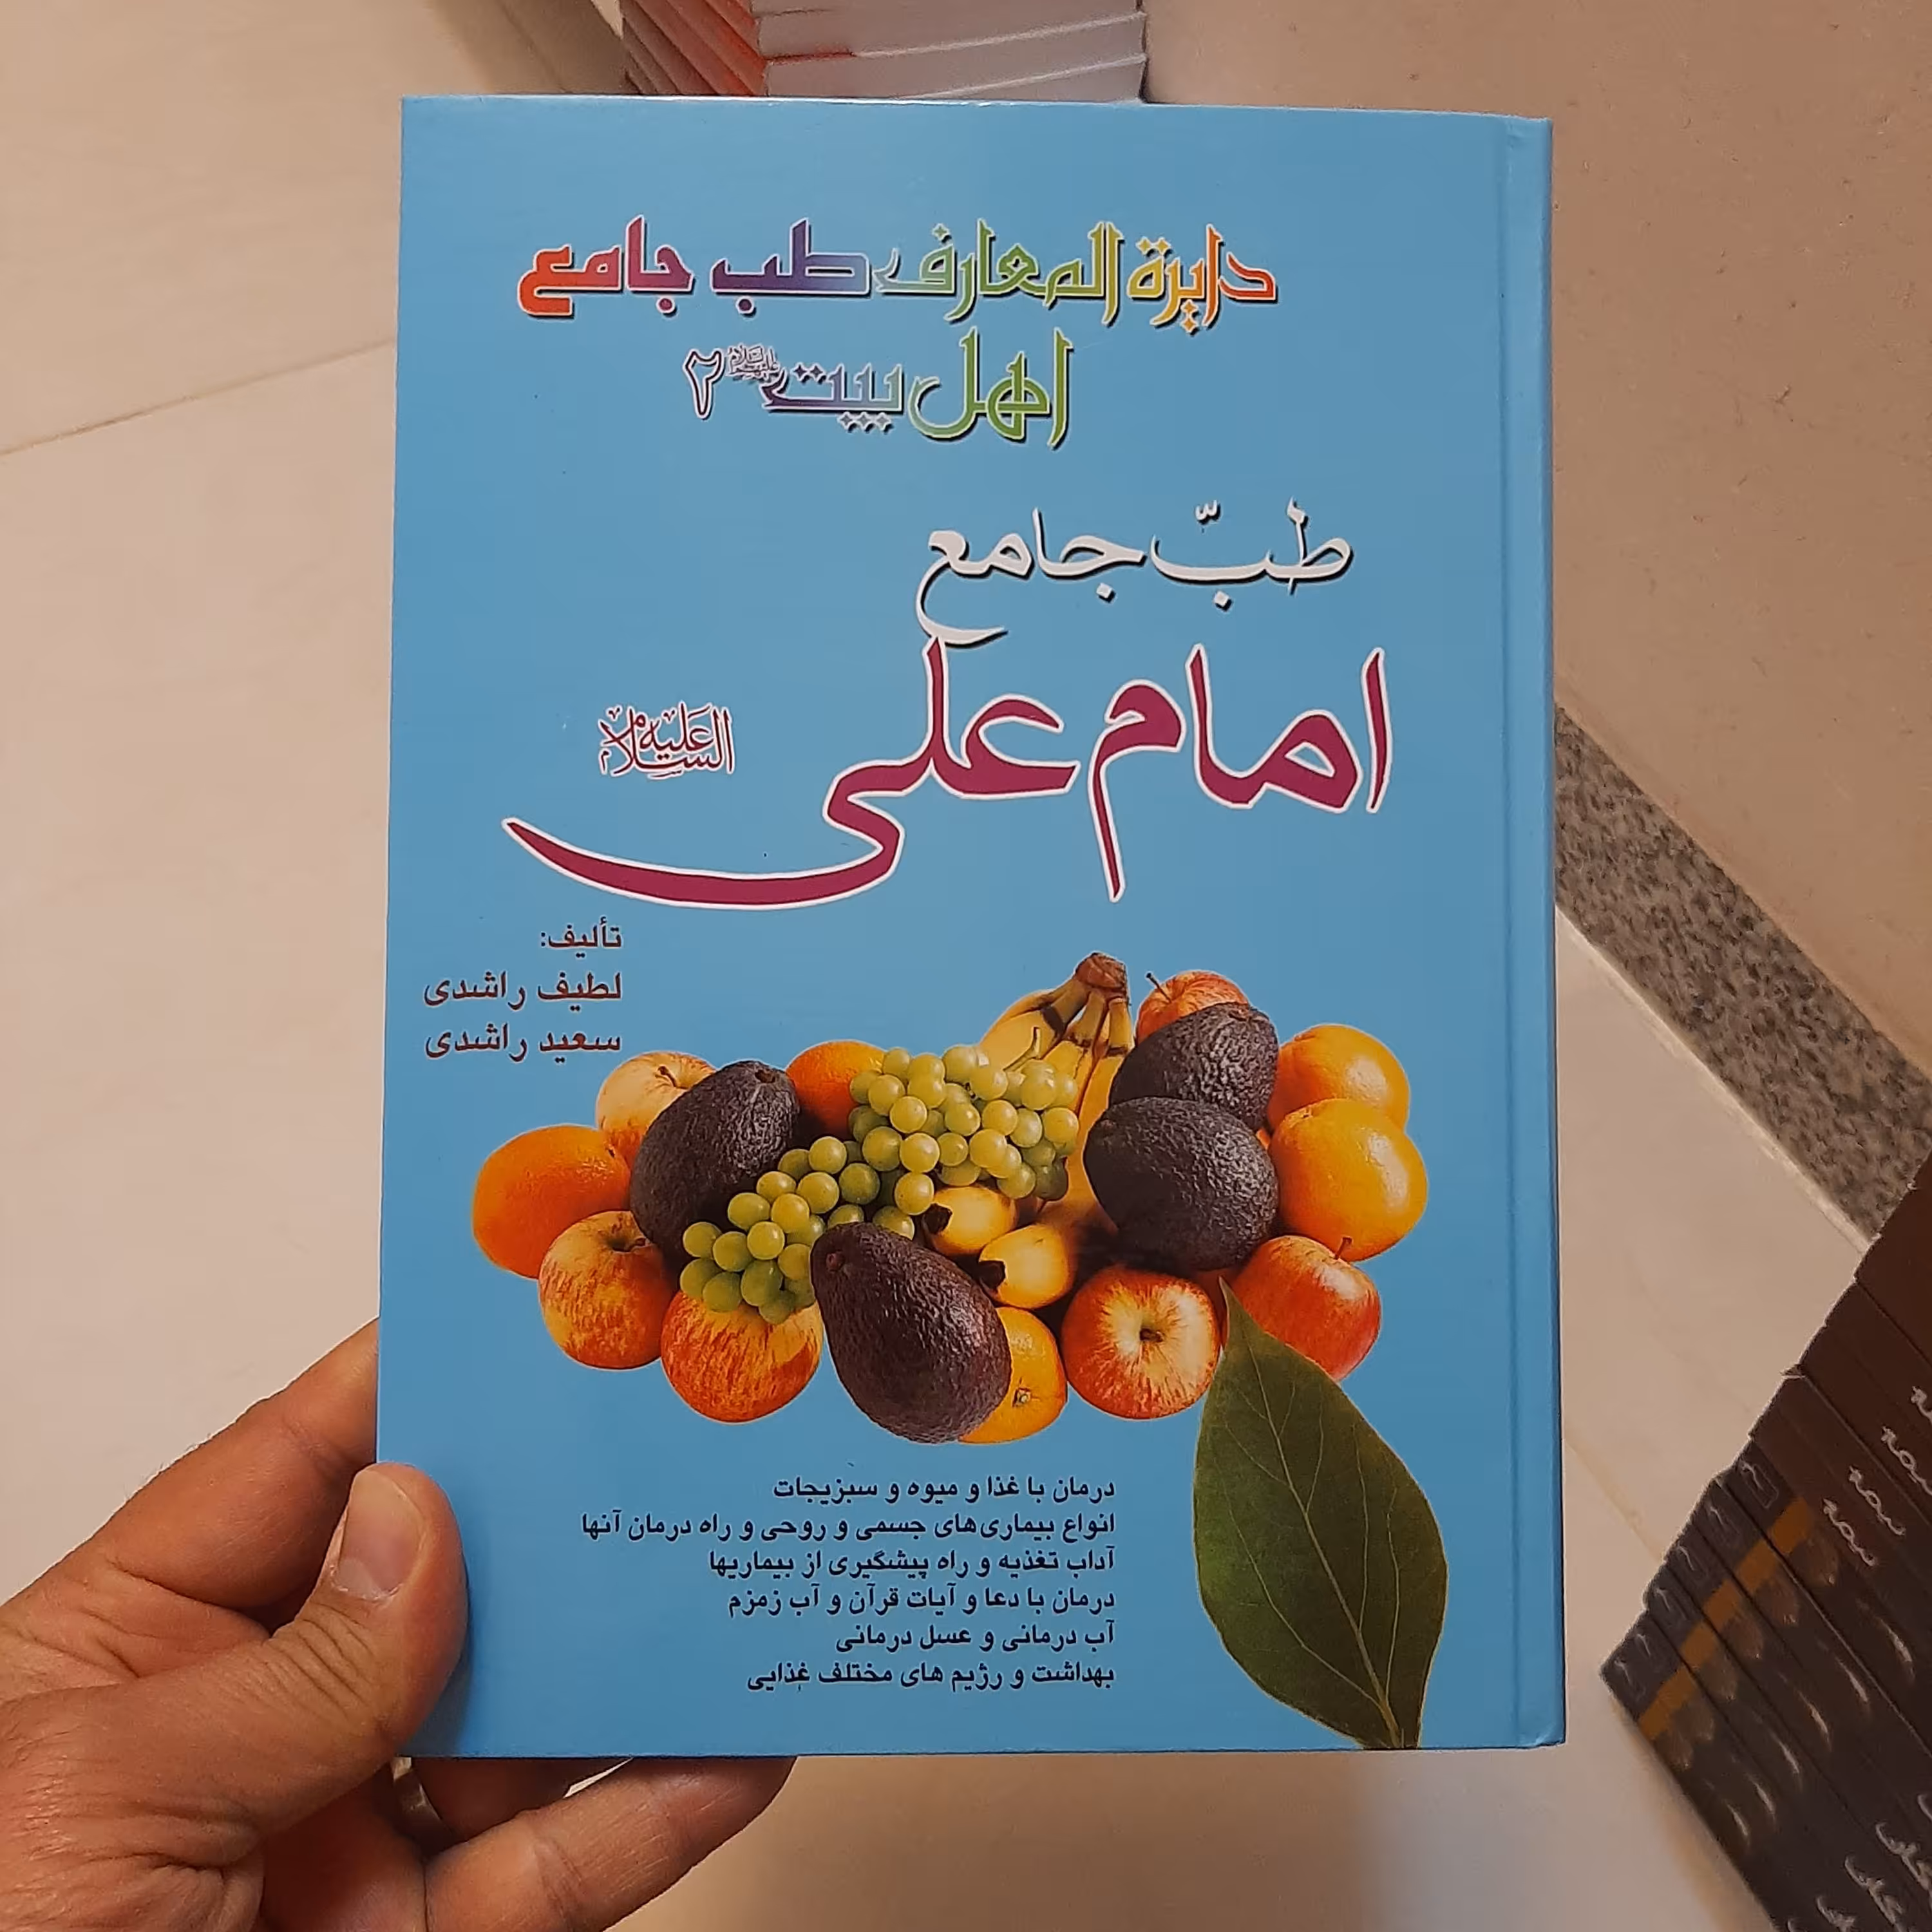 دایرة المعارف طب جامع
اهل بیت علیهم السلام ۲
طبّ جامع
امام علی علیه السلام
تألیف:
لطیف راشدی
سعید راشدی
درمان با غذا و میوه و سبزیجات
انواع بیماری‌های جسمی و روحی و راه درمان آنها
آداب تغذیه و راه پیشگیری از بیماریها
درمان با دعا و آیات قرآن و آب زمزم
آب درمانی و عسل درمانی
بهداشت و رژیم های مختلف غذایی